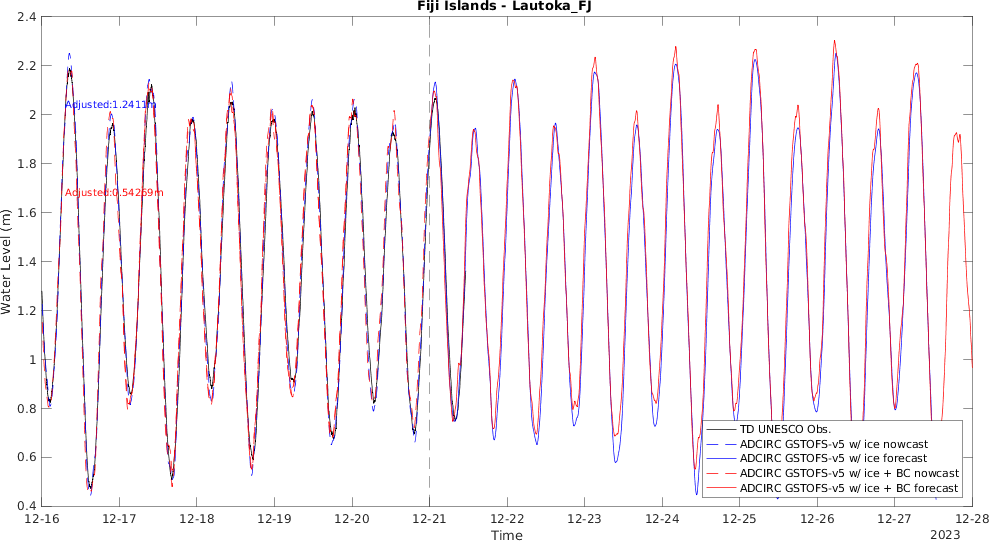 Fiji Islands - Lautoka_FJ
2.4
2.2
2
1.8
1.6
1.4
1.2
1
0.8
0.6
0.4
Water Level (m)
Adjusted:1.2411m
Adjusted:0.54269m
TD UNESCO Obs.
ADCIRC GSTOFS-v5 w/ ice nowcast
ADCIRC GSTOFS-v5 w/ ice forecast
ADCIRC GSTOFS-v5 w/ ice + BC nowcast
ADCIRC GSTOFS-v5 w/ ice + BC forecast
12-16 12-17 12-18 12-19 12-20 12-21 12-22 12-23 12-24 12-25 12-26 12-27 12-28
Time
2023